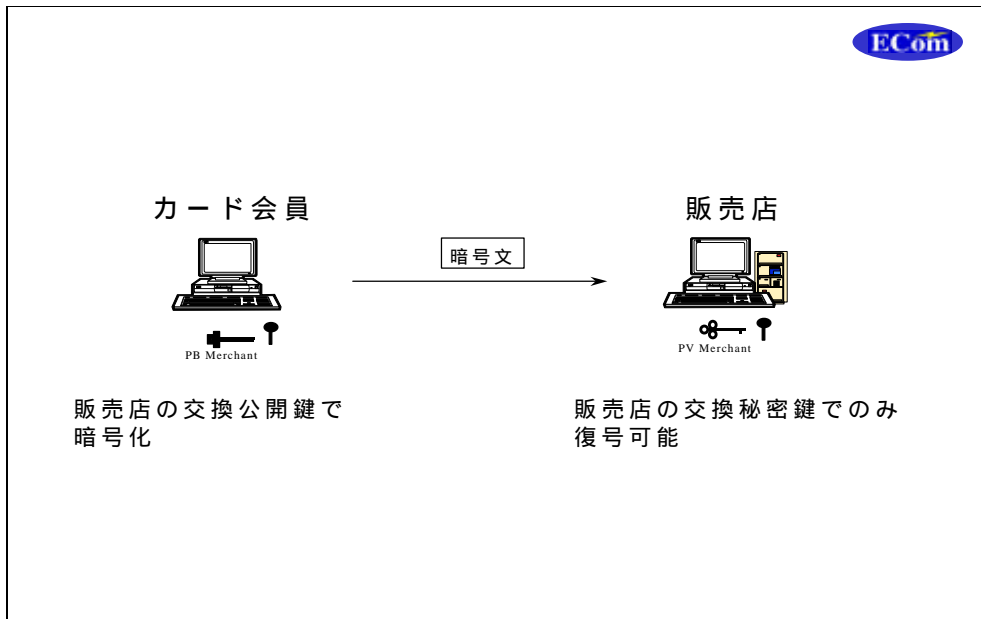 ECom
カード会員
販売店
暗号文
PB Merchant
PV Merchant
販売店の交換公開鍵で
暗号化
販売店の交換秘密鍵でのみ
復号可能